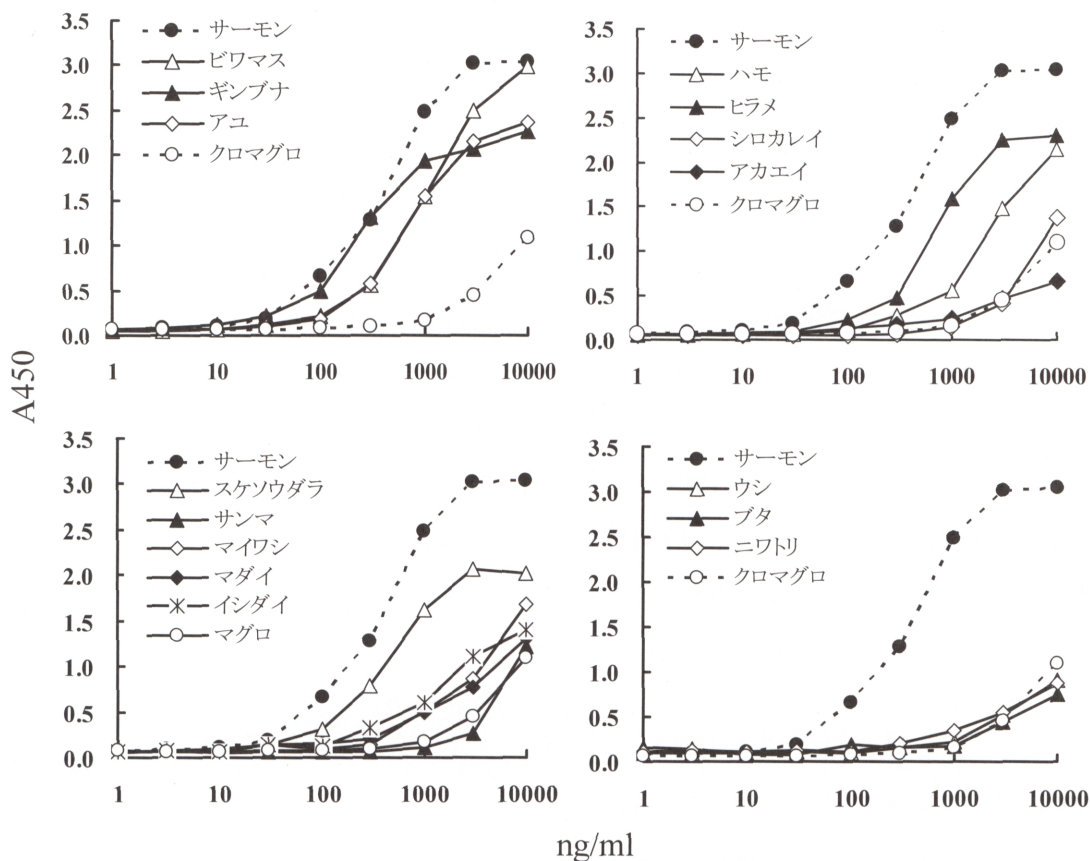 3.5
3.0
2.5
2.0
1.5
1.0
0.5
0.0
サーモン
ビワマス
ギンブナ
アユ
クロマグロ
1 10 100 1000 10000
3.5
3.0
2.5
2.0
1.5
1.0
0.5
0.0
サーモン
ハモ
ヒラメ
シロカレイ
アカエイ
クロマグロ
1 10 100 1000 10000
A450
3.5
3.0
2.5
2.0
1.5
1.0
0.5
0.0
サーモン
スケソウダラ
サンマ
マイワシ
マダイ
イシダイ
マグロ
1 10 100 1000 10000
3.5
3.0
2.5
2.0
1.5
1.0
0.5
0.0
サーモン
ウシ
ブタ
ニワトリ
クロマグロ
1 10 100 1000 10000
ng/ml